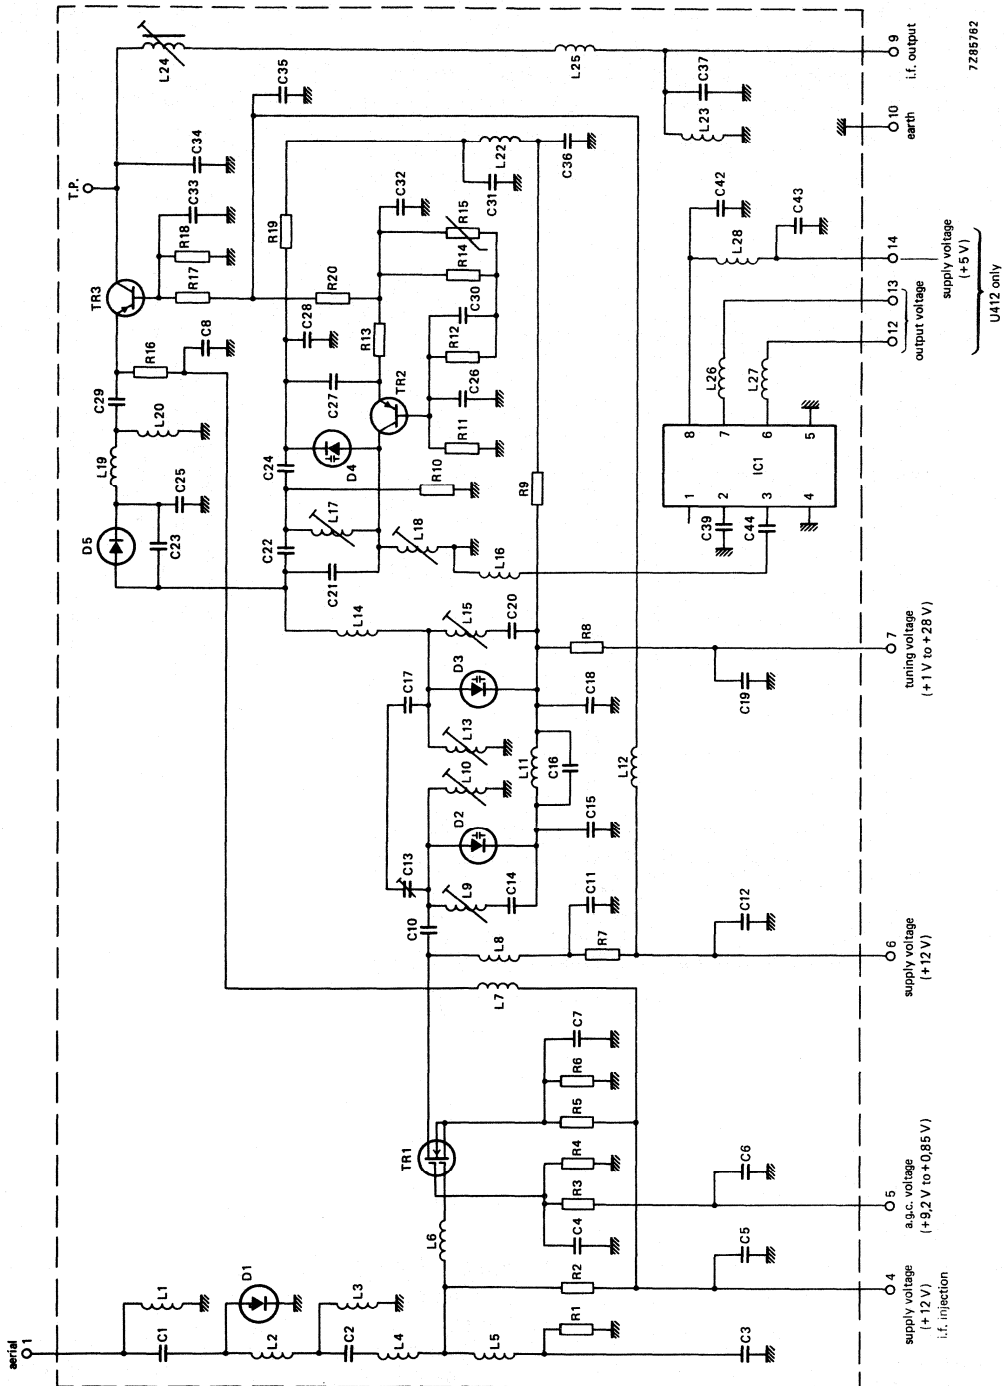 aerial
1
L1
C1
D1
L2
L3
C2
L4
L5
R1
C3
L6
R2
C4
R3
R4
C5
C6
TR1
R5
R6
C7
L7
L8
C10
C11
R7
C12
C13
L9
C14
D2
L10
C15
L11
C16
L12
L13
C17
D3
C18
L15
C20
L14
R8
C19
D5
C23
C25
L19
L20
C29
R16
C8
TR3
R17
R18
C33
C34
T.P.
L24
C35
C21
C22
L17
L18
L16
C24
D4
R10
C27
C28
TR2
R11
C26
R12
C30
R13
R20
R14
R15
C32
R19
R9
C31
L22
C36
L25
L23
C37
IC1
1
2
3
4
5
6
7
8
C39
C44
L26
L27
L28
C42
C43
4
supply voltage
(+12 V)
i.f. injection
5
a.g.c. voltage
(+9,2 V to +0,85 V)
6
supply voltage
(+12 V)
7
tuning voltage
(+1 V to +28 V)
12
13
output voltage
14
supply voltage
(+5 V)
U412 only
10
earth
9
i.f. output
7Z85762